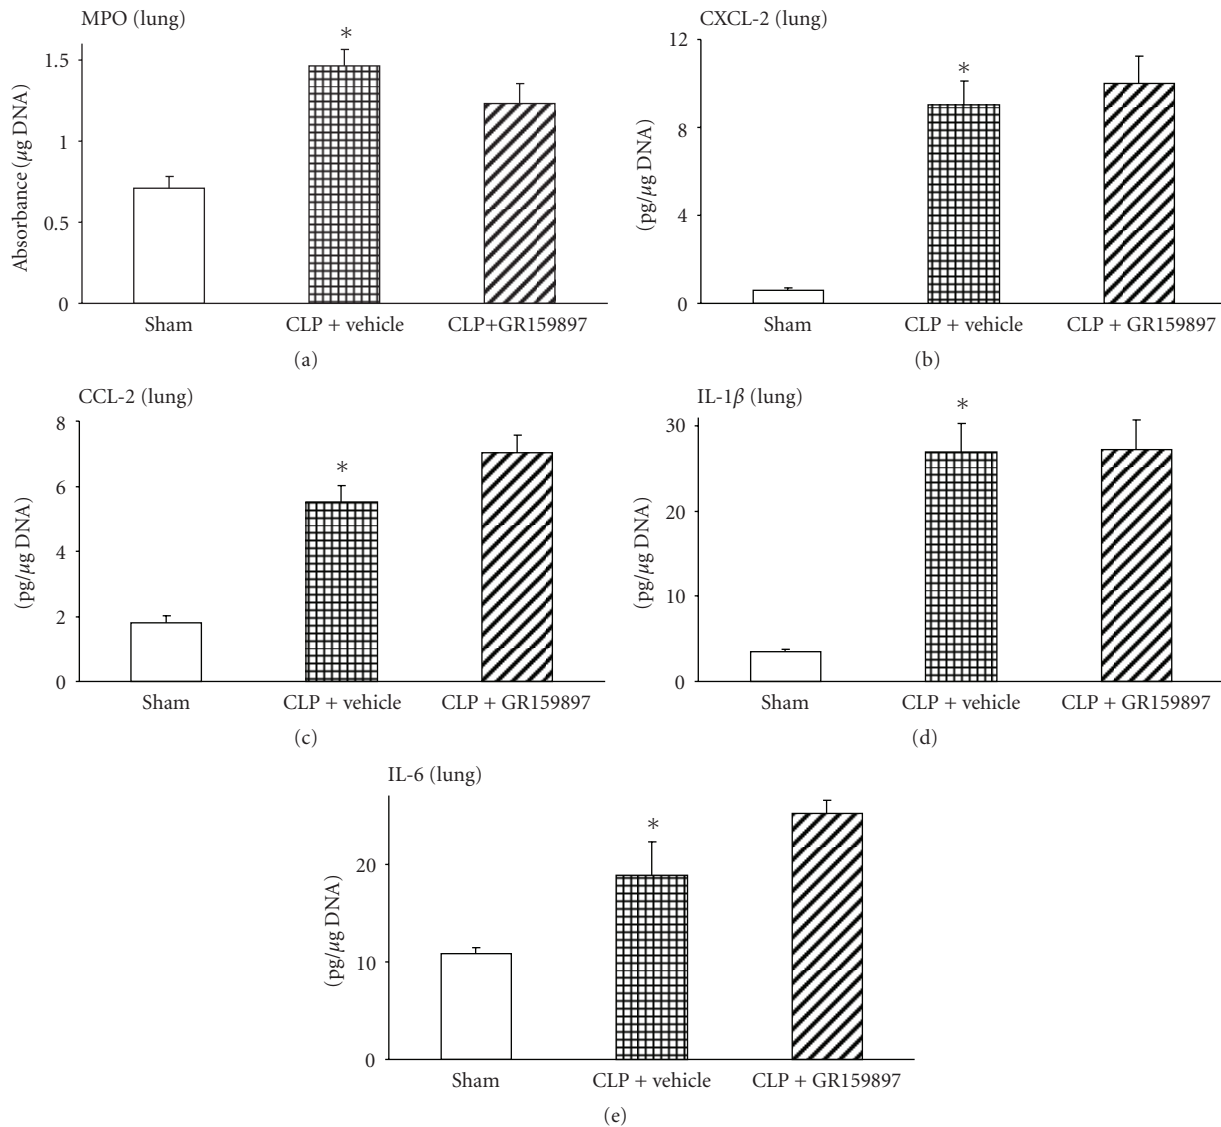 MPO (lung)
*
Absorbance (μg DNA)
1.5
1
0.5
0
Sham
CLP + vehicle
CLP+GR159897
(a)
CXCL-2 (lung)
*
(pg/μg DNA)
12
8
4
0
Sham
CLP + vehicle
CLP + GR159897
(b)
CCL-2 (lung)
*
(pg/μg DNA)
8
6
4
2
0
Sham
CLP + vehicle
CLP + GR159897
(c)
IL-1β (lung)
*
(pg/μg DNA)
30
20
10
0
Sham
CLP + vehicle
CLP + GR159897
(d)
IL-6 (lung)
*
(pg/μg DNA)
20
10
0
Sham
CLP + vehicle
CLP + GR159897
(e)